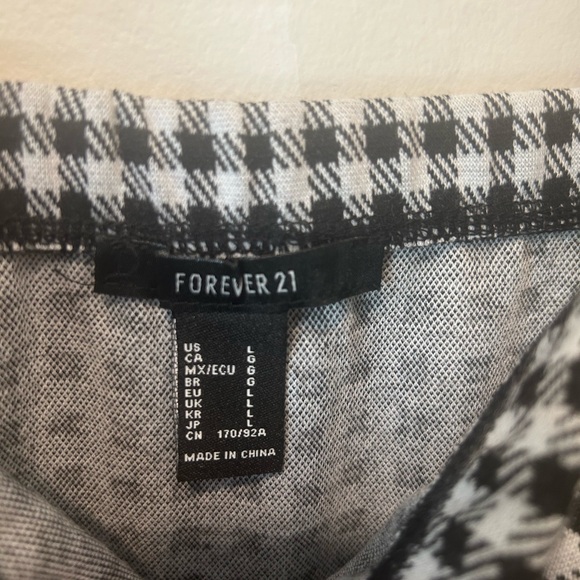 FOREVER 21
US L
CA G
MX/ECU G
BR G
EU L
UK L
KR L
JP L
CN 170/92A
MADE IN CHINA